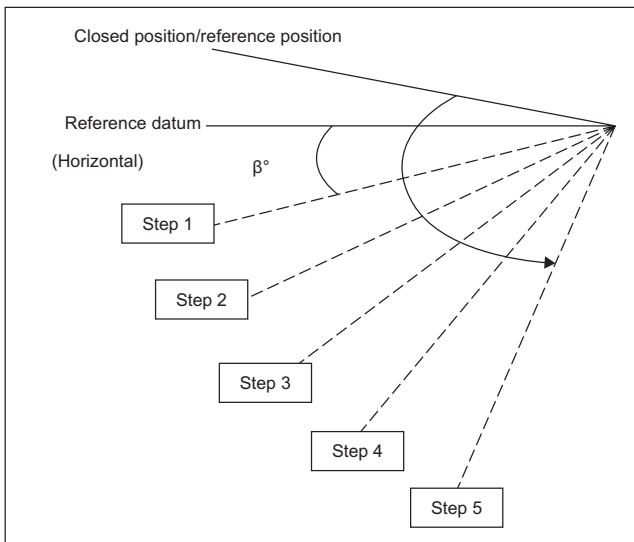 Closed position/reference position
Reference datum
(Horizontal)
β°
Step 1
Step 2
Step 3
Step 4
Step 5